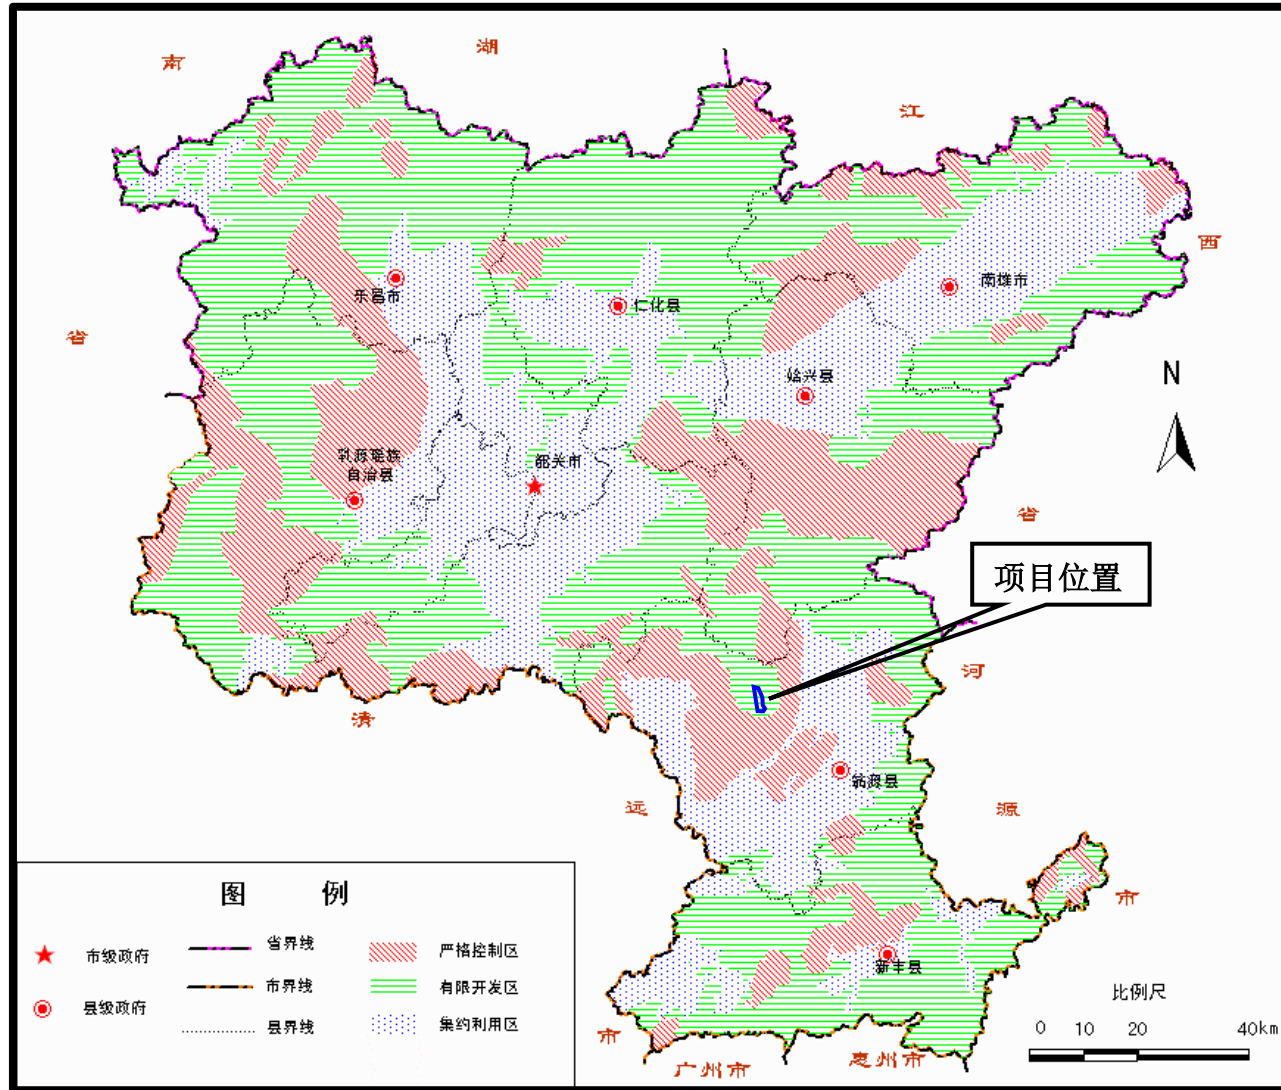 湖
南
江
西
南雄市
乐昌市
仁化县
省
始兴县
N
乳源瑶族
自治县
韶关市
省
项目位置
河
清
翁源县
远
源
市
图 例
省界线
严格控制区
市级政府
市界线
有限开发区
新丰县
县级政府
县界线
集约利用区
比例尺
0 10 20 40km
市
广州市
惠州市